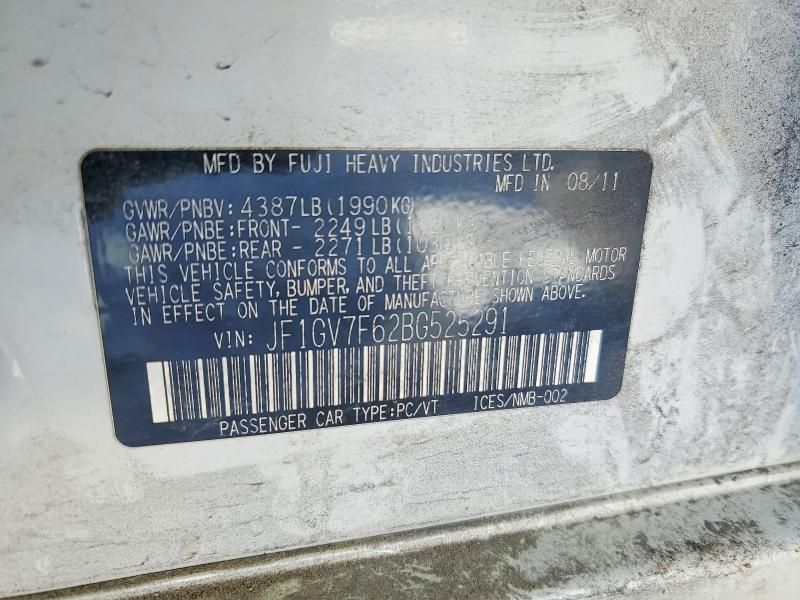 MFD BY FUJI HEAVY INDUSTRIES LTD.
MFD IN 08/11
GVWR/PNBV: 4387LB(1990KG)
GAWR/PNBE:FRONT- 2249LB
GAWR/PNBE:REAR - 2271LB
THIS VEHICLE CONFORMS TO ALL APPLICABLE FEDERAL MOTOR
VEHICLE SAFETY, BUMPER, AND THEFT PREVENTION STANDARDS
IN EFFECT ON THE DATE OF MANUFACTURE SHOWN ABOVE.
VIN: JF1GV7F62BG525291
PASSENGER CAR TYPE:PC/VT ICES/NMB-002